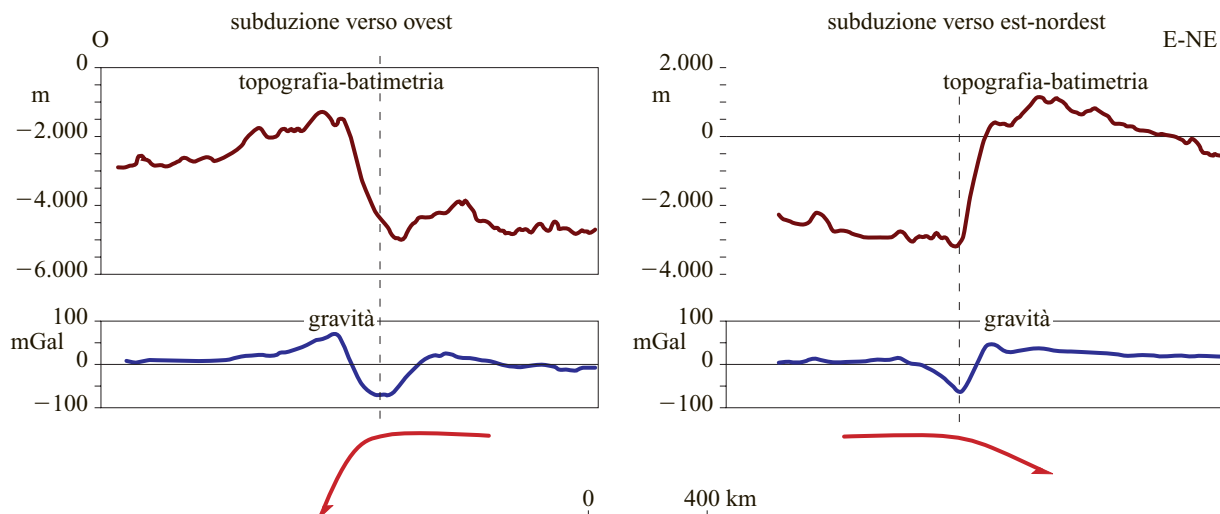 subduzione verso ovest
O
0
topografia-batimetria
m
−2.000
−4.000
−6.000
100
gravità
mGal
0
−100
subduzione verso est-nordest
E-NE
2.000
topografia-batimetria
m
0
−2.000
−4.000
100
gravità
mGal
0
−100
0 400 km